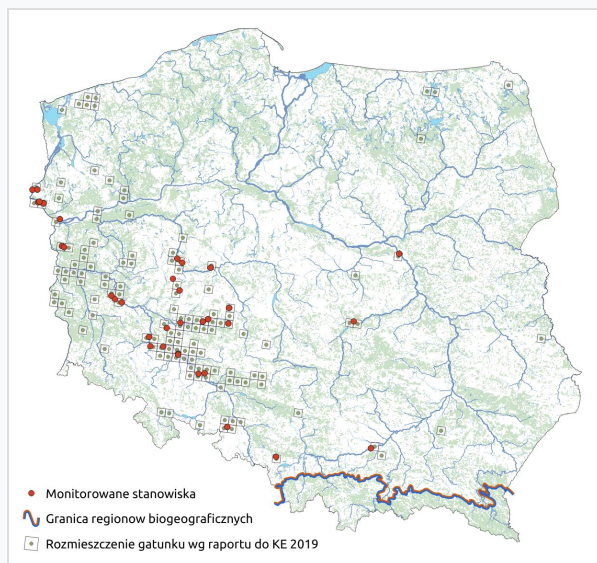 Monitorowane stanowiska
Granica regionow biogeograficznych
Rozmieszczenie gatunku wg raportu do KE 2019